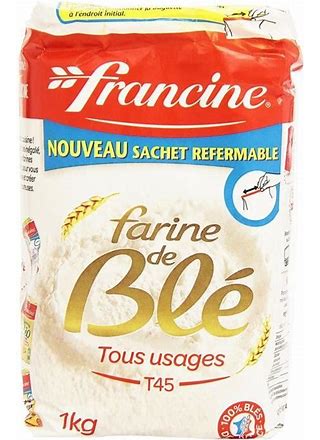 à l'endroit initial.
francine
NOUVEAU SACHET REFERMABLE
farine
de
Blé
Tous usages
T45
1kg
100% BLÉS